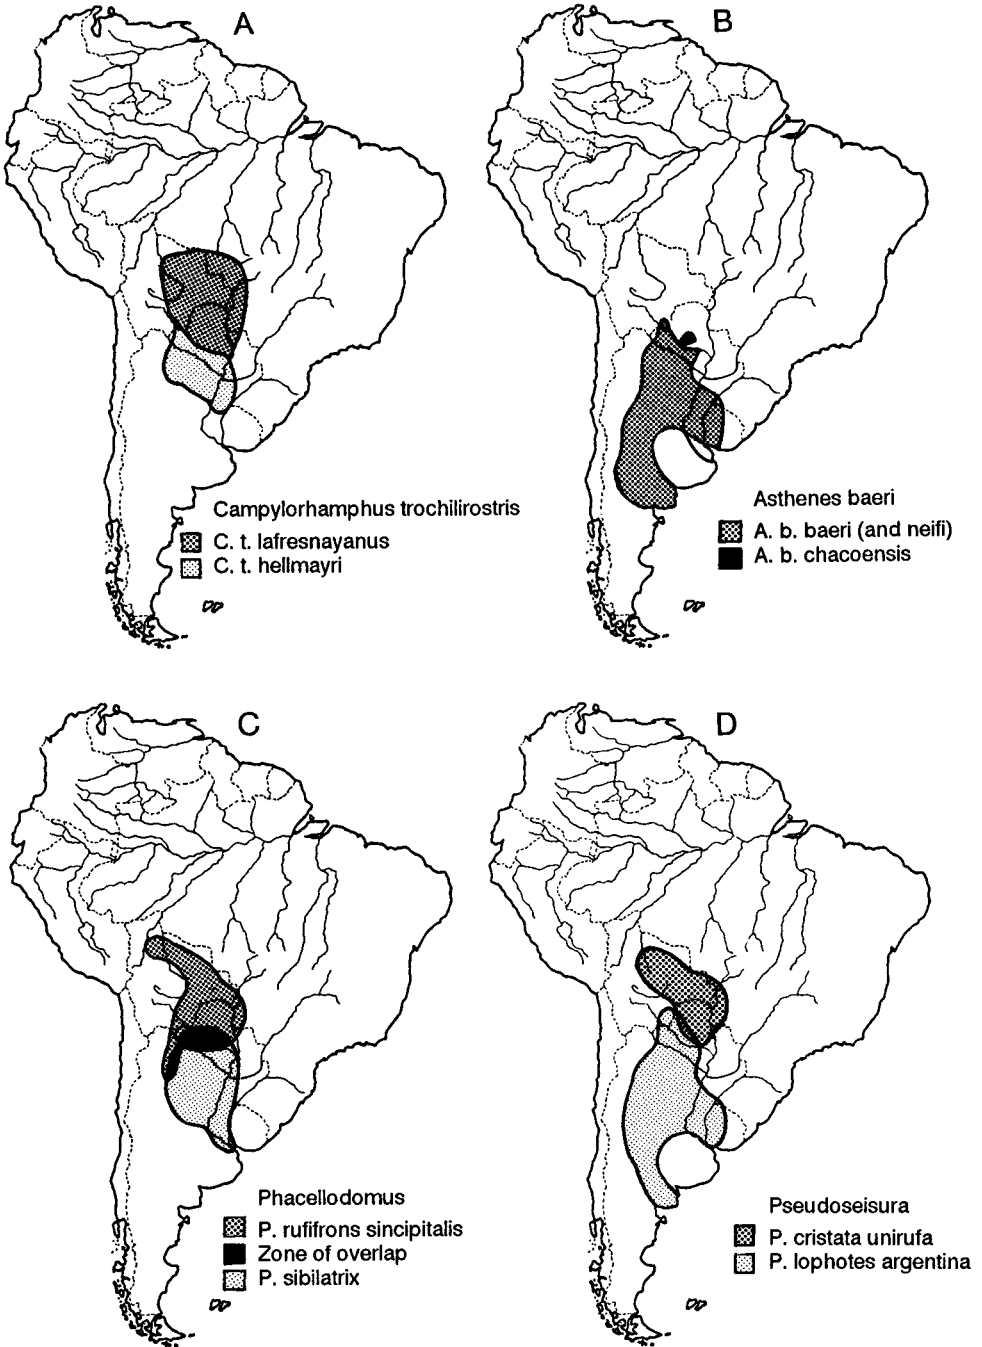 A
Campylorhamphus trochilirostris
C. t. lafresnayanus
C. t. hellmayri
B
Asthenes baeri
A. b. baeri (and neifi)
A. b. chacoensis
C
Phacellodomus
P. rufifrons sincipitalis
Zone of overlap
P. sibilatrix
D
Pseudoseisura
P. cristata unirufa
P. lophotes argentina